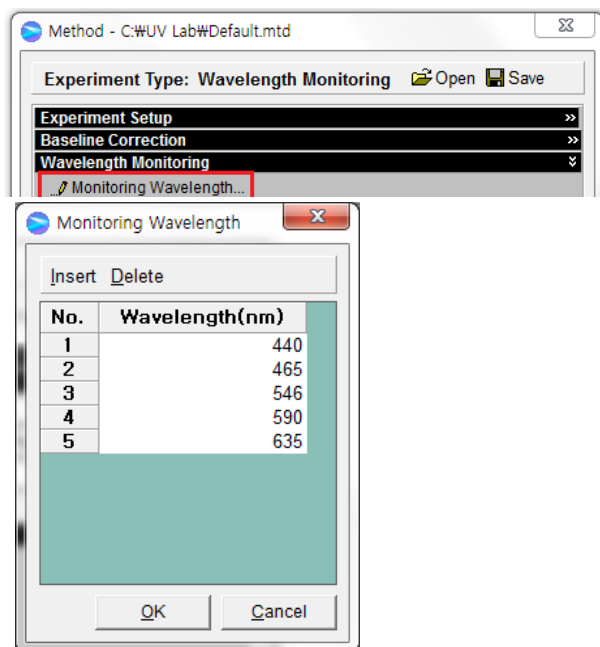 Method - C:₩UV Lab₩Default.mtd
Experiment Type: Wavelength Monitoring Open Save
Experiment Setup
Baseline Correction
Wavelength Monitoring
Monitoring Wavelength...
Monitoring Wavelength
Insert Delete
No. Wavelength(nm)
1 440
2 465
3 546
4 590
5 635
OK Cancel